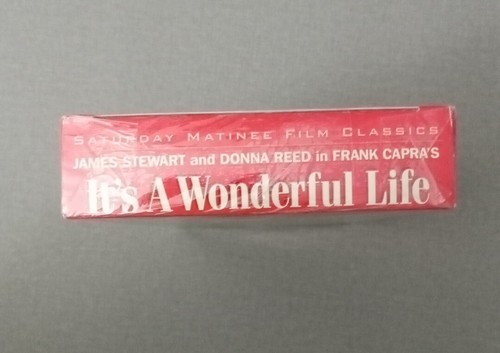 SATURDAY MATINEE FILM CLASSICS
JAMES STEWART and DONNA REED in FRANK CAPRA'S
It's A Wonderful Life